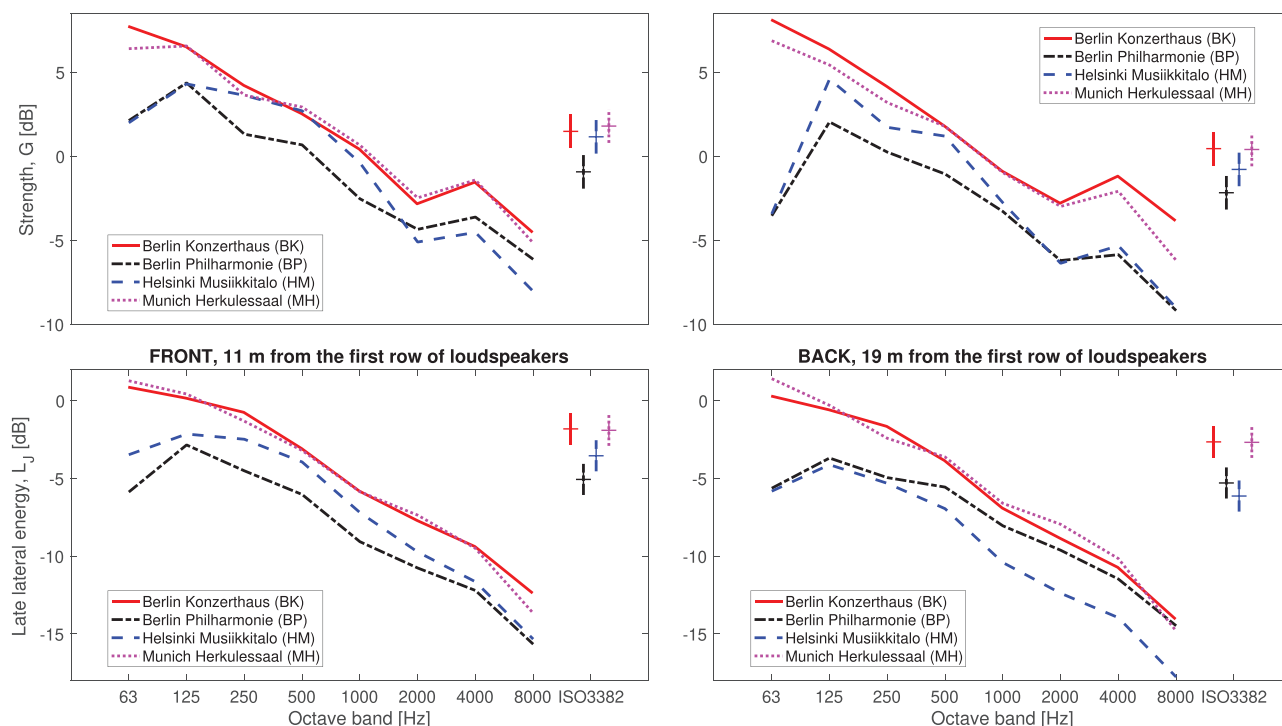 Strength, G [dB]
5
0
-5
-10
Berlin Konzerthaus (BK)
Berlin Philharmonie (BP)
Helsinki Musiikkitalo (HM)
Munich Herkulessaal (MH)
Berlin Konzerthaus (BK)
Berlin Philharmonie (BP)
Helsinki Musiikkitalo (HM)
Munich Herkulessaal (MH)
5
0
-5
-10
FRONT, 11 m from the first row of loudspeakers
Late lateral energy, L_J [dB]
0
-5
-10
-15
Berlin Konzerthaus (BK)
Berlin Philharmonie (BP)
Helsinki Musiikkitalo (HM)
Munich Herkulessaal (MH)
63 125 250 500 1000 2000 4000 8000 ISO3382
Octave band [Hz]
BACK, 19 m from the first row of loudspeakers
0
-5
-10
-15
Berlin Konzerthaus (BK)
Berlin Philharmonie (BP)
Helsinki Musiikkitalo (HM)
Munich Herkulessaal (MH)
63 125 250 500 1000 2000 4000 8000 ISO3382
Octave band [Hz]